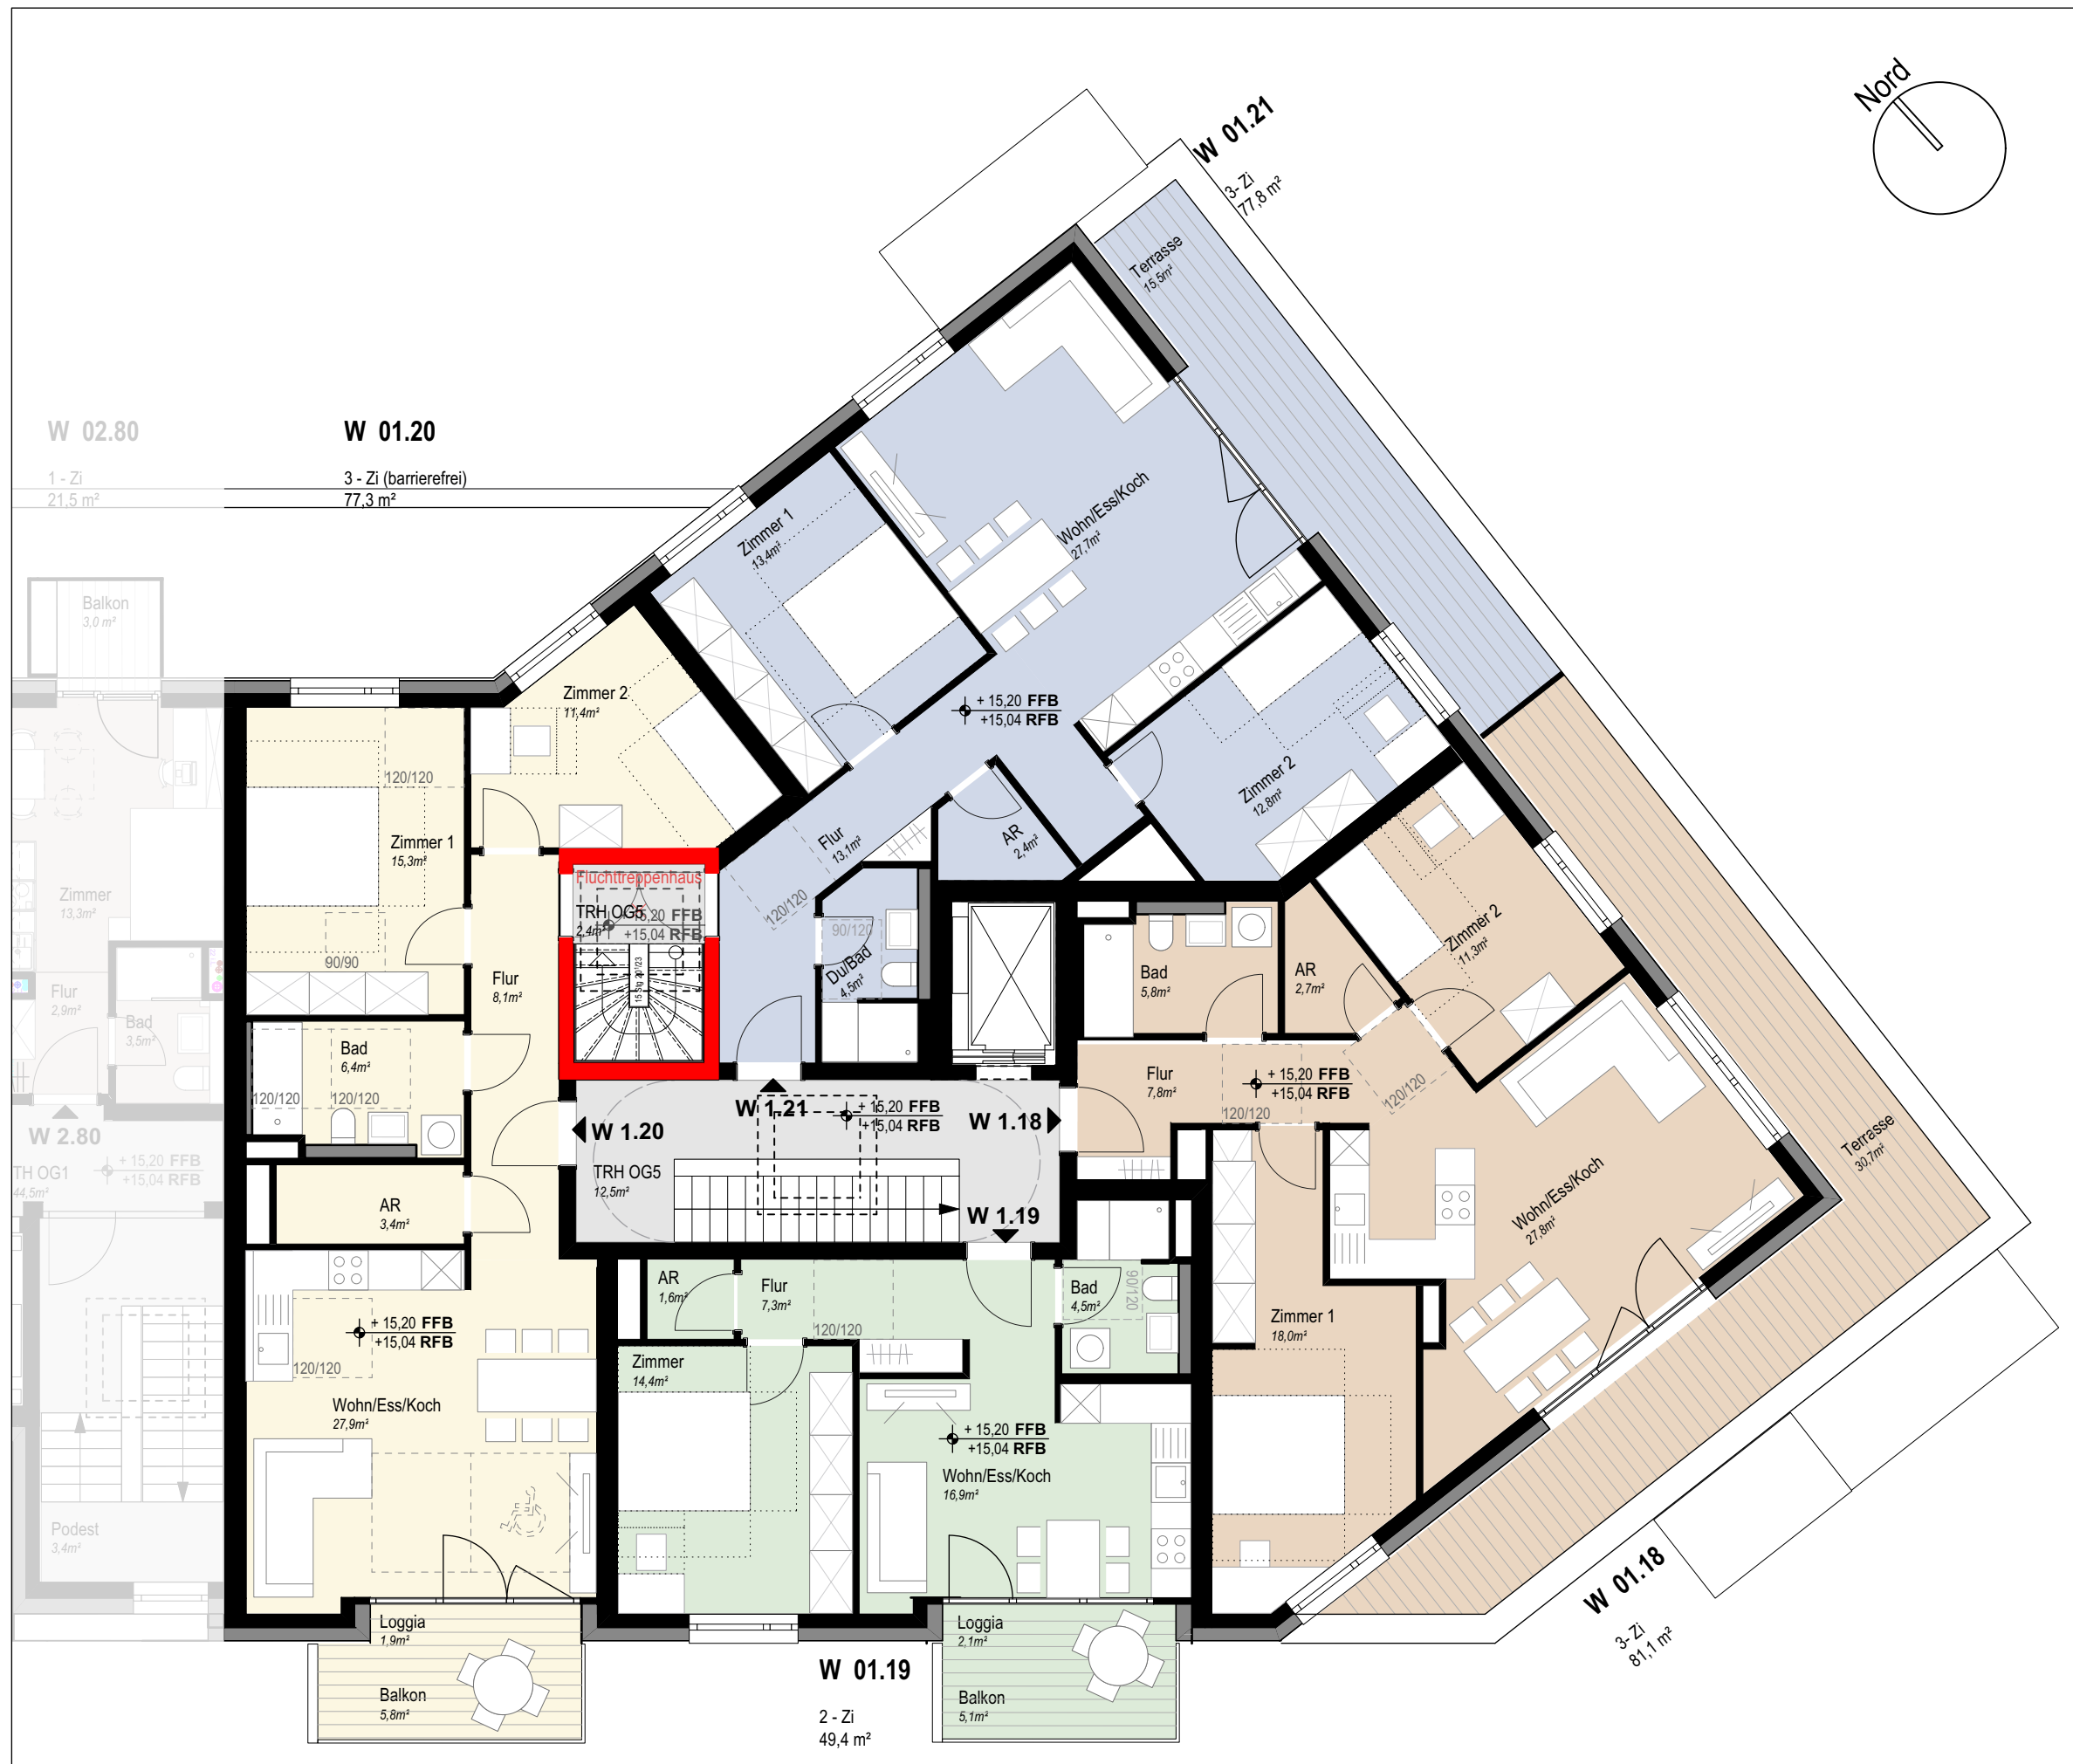 Nord
W 01.21
3- Zi
77,8 m²
Terrasse
15,5m²
W 02.80
1 - Zi
21,5 m²
W 01.20
3 - Zi (barrierefrei)
77,3 m²
Zimmer 1
13,4m²
Wohn/Ess/Koch
27,7m²
Balkon
3,0 m²
Zimmer 2
11,4m²
+ 15,20 FFB
+15,04 RFB
120/120
Zimmer 1
15,3m²
90/90
Zimmer 2
12,8m²
Flur
13,1m²
AR
2,4m²
120/120
Fluchttreppenhaus
TRH OG5
2,4m²
+ 15,20 FFB
+15,04 RFB
15 Stg 20/23
90/120
Du/Bad
4,5m²
Zimmer
13,3m²
Flur
2,9m²
Bad
3,5m²
Flur
8,1m²
Bad
5,8m²
AR
2,7m²
Zimmer 2
11,3m²
Bad
6,4m²
120/120
120/120
Flur
7,8m²
+ 15,20 FFB
+15,04 RFB
120/120
120/120
W 1.21
+ 15,20 FFB
+15,04 RFB
W 1.20
W 1.18
TRH OG5
12,5m²
W 1.19
W 2.80
TH OG1
44,5m²
+ 15,20 FFB
+15,04 RFB
AR
3,4m²
Terrasse
30,7m²
Wohn/Ess/Koch
27,8m²
AR
1,6m²
Flur
7,3m²
120/120
Bad
4,5m²
90/120
+ 15,20 FFB
+15,04 RFB
120/120
Wohn/Ess/Koch
27,9m²
Zimmer
14,4m²
Zimmer 1
18,0m²
+ 15,20 FFB
+15,04 RFB
Wohn/Ess/Koch
16,9m²
Podest
3,4m²
Loggia
1,9m²
Balkon
5,8m²
Loggia
2,1m²
Balkon
5,1m²
W 01.19
2 - Zi
49,4 m²
W 01.18
3- Zi
81,1 m²